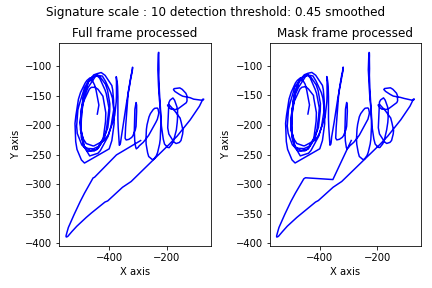 Signature scale : 10 detection threshold: 0.45 smoothed
Full frame processed Mask frame processed
−100 −100
−150 −150
−200 −200
−250 −250
−300 −300
−350 −350
−400 −400
Y axis Y axis
−400 −200 −400 −200
X axis X axis